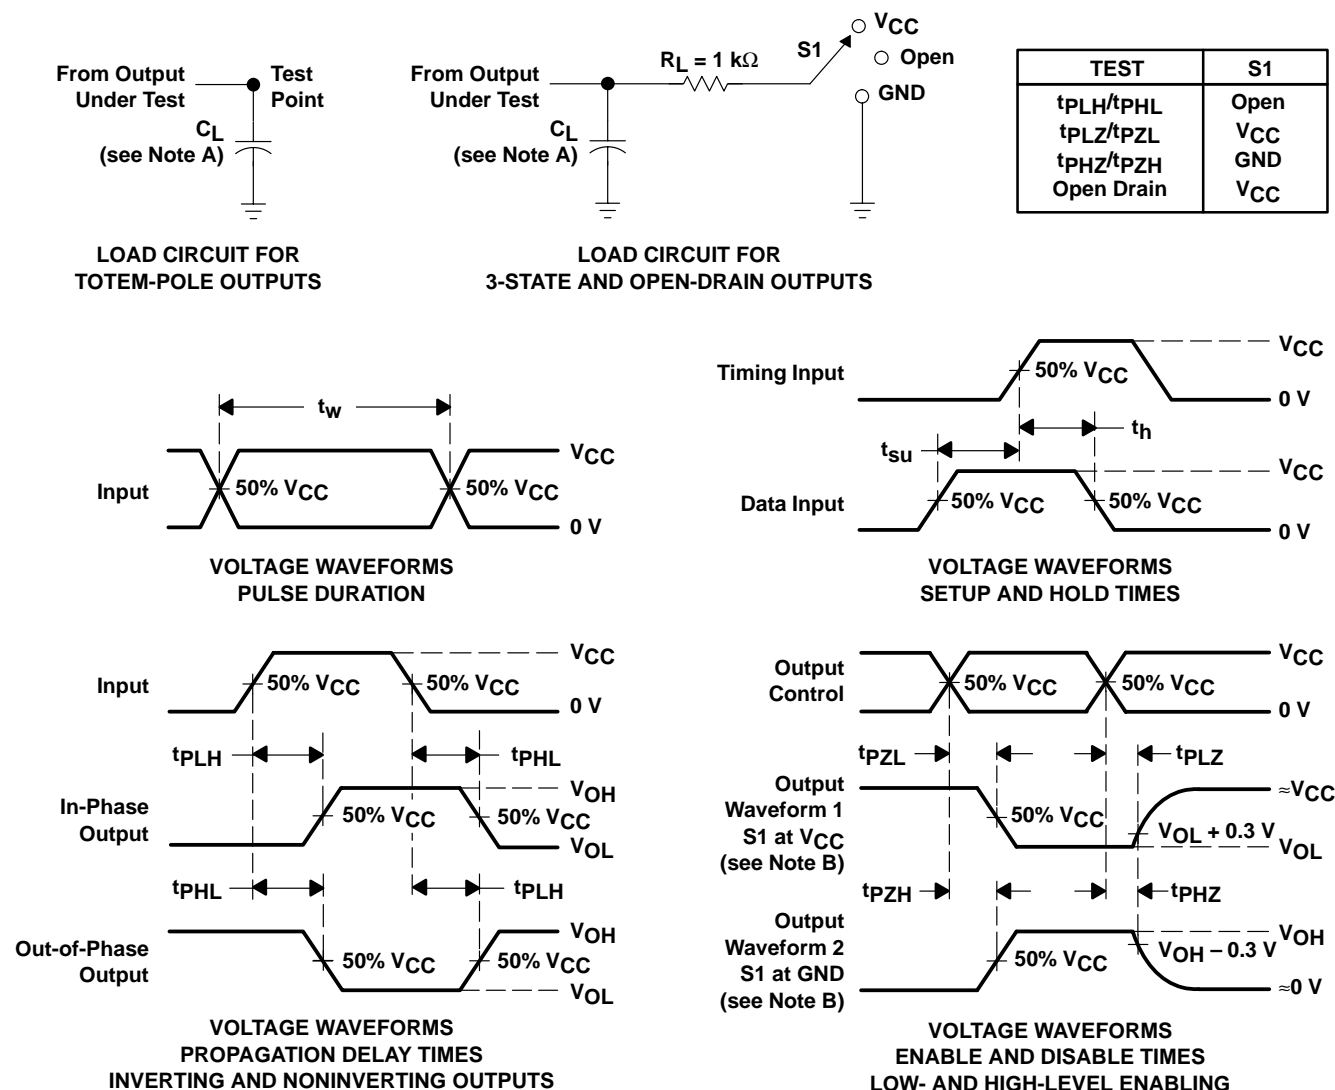 From Output
Under Test
Test
Point
CL
(see Note A)
LOAD CIRCUIT FOR
TOTEM-POLE OUTPUTS
From Output
Under Test
RL = 1 kΩ
S1
VCC
Open
GND
CL
(see Note A)
LOAD CIRCUIT FOR
3-STATE AND OPEN-DRAIN OUTPUTS
TEST S1
tPLH/tPHL Open
tPLZ/tPZL VCC
tPHZ/tPZH GND
Open Drain VCC
tw
Input
50% VCC
50% VCC
VCC
0 V
VOLTAGE WAVEFORMS
PULSE DURATION
Timing Input
50% VCC
VCC
0 V
th
tsu
Data Input
50% VCC
50% VCC
VCC
0 V
VOLTAGE WAVEFORMS
SETUP AND HOLD TIMES
Input
50% VCC
50% VCC
VCC
0 V
tPLH
tPHL
In-Phase
Output
50% VCC
50% VCC
VOH
VOL
tPHL
tPLH
Out-of-Phase
Output
50% VCC
50% VCC
VOH
VOL
VOLTAGE WAVEFORMS
PROPAGATION DELAY TIMES
INVERTING AND NONINVERTING OUTPUTS
Output
Control
50% VCC
50% VCC
VCC
0 V
tPZL
tPLZ
Output
Waveform 1
S1 at VCC
(see Note B)
50% VCC
≈VCC
VOL + 0.3 V
VOL
tPZH
tPHZ
Output
Waveform 2
S1 at GND
(see Note B)
50% VCC
VOH
VOH − 0.3 V
≈0 V
VOLTAGE WAVEFORMS
ENABLE AND DISABLE TIMES
LOW- AND HIGH-LEVEL ENABLING